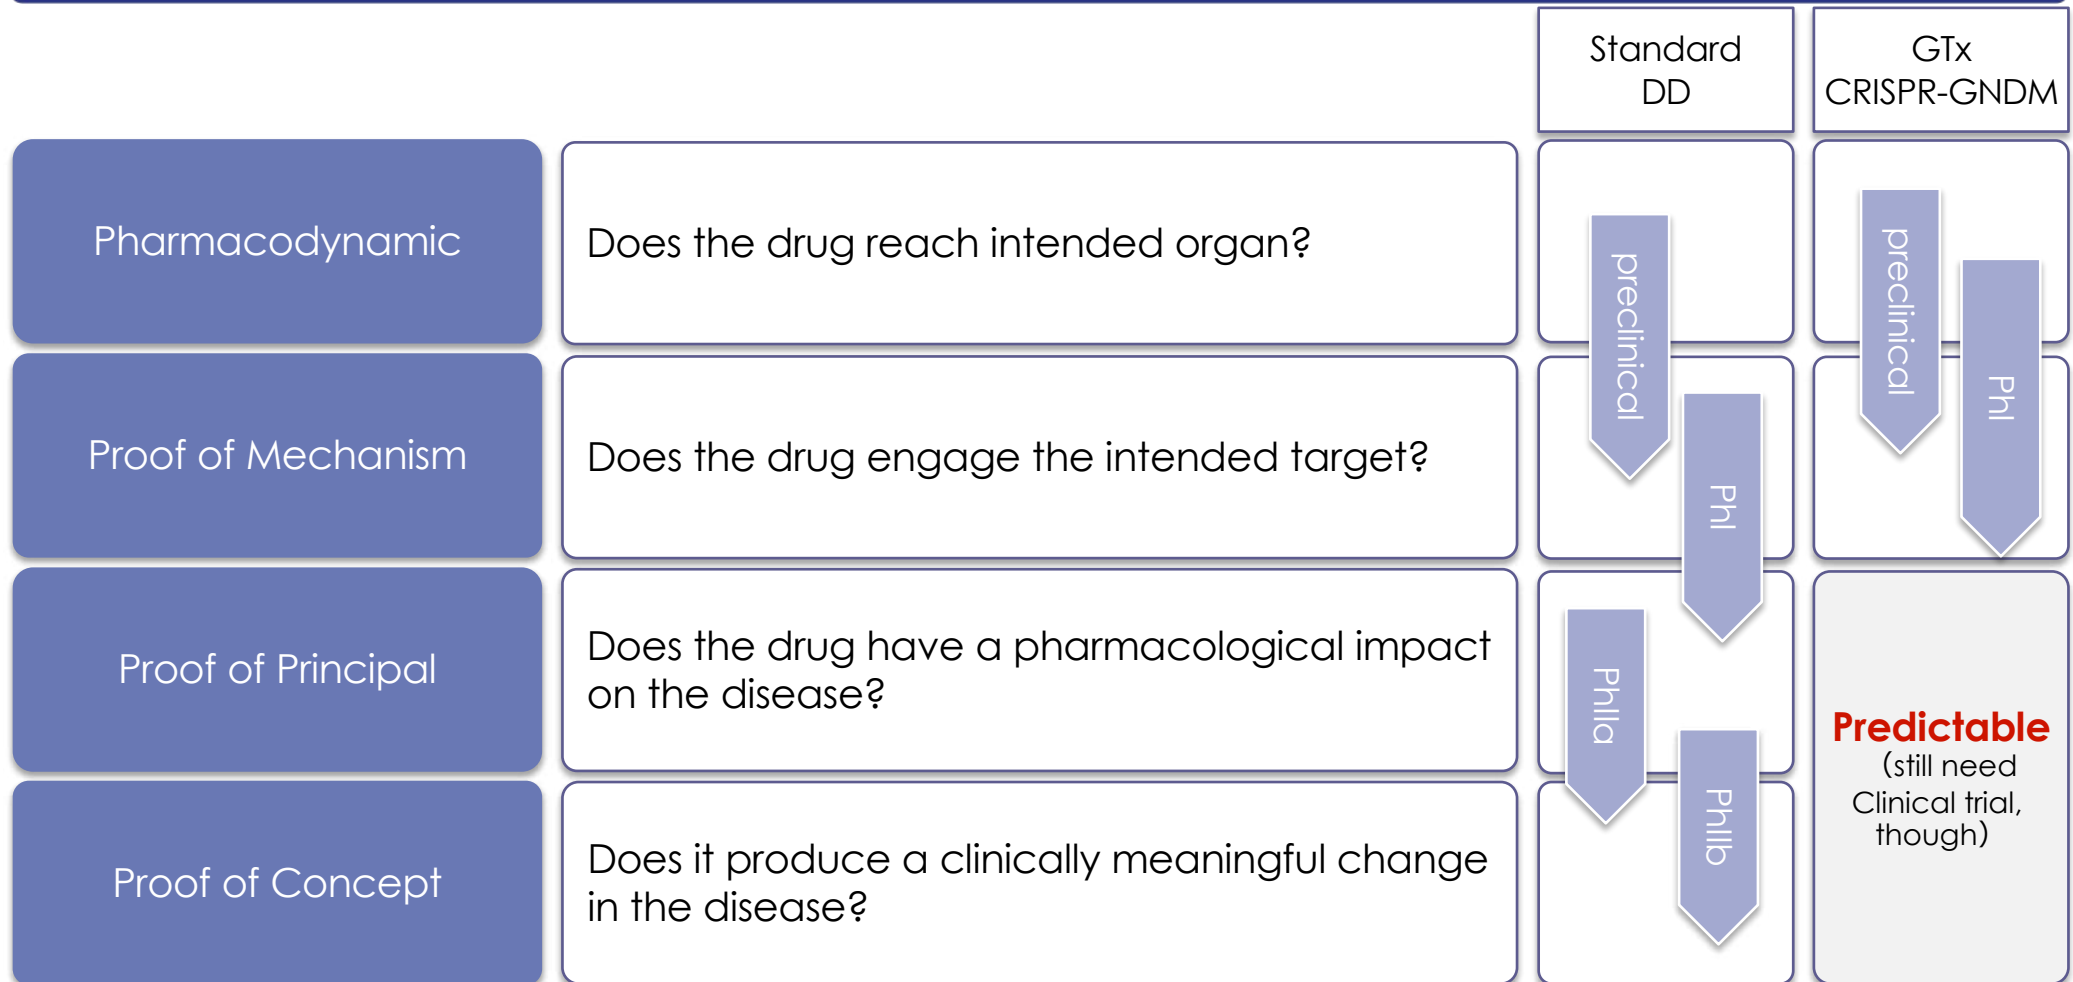 Standard
DD
GTx
CRISPR-GNDM
Pharmacodynamic
Does the drug reach intended organ?
preclinical
preclinical
PhI
Proof of Mechanism
Does the drug engage the intended target?
PhI
Proof of Principal
Does the drug have a pharmacological impact
on the disease?
PhIIa
PhIIb
Predictable
(still need
Clinical trial,
though)
Proof of Concept
Does it produce a clinically meaningful change
in the disease?